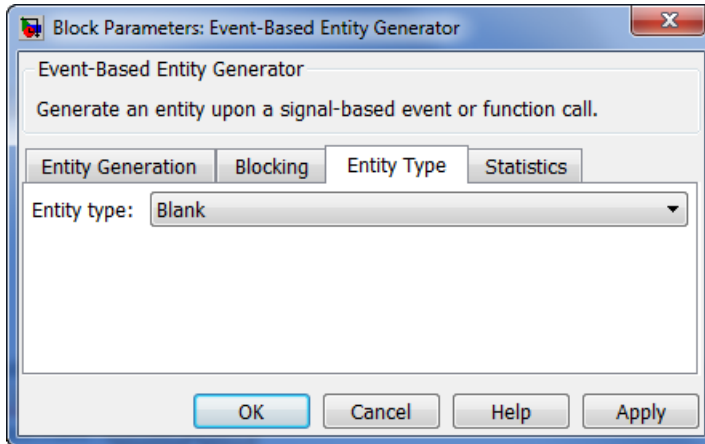 Block Parameters: Event-Based Entity Generator
Event-Based Entity Generator
Generate an entity upon a signal-based event or function call.
Entity Generation Blocking Entity Type Statistics
Entity type: Blank
OK Cancel Help Apply